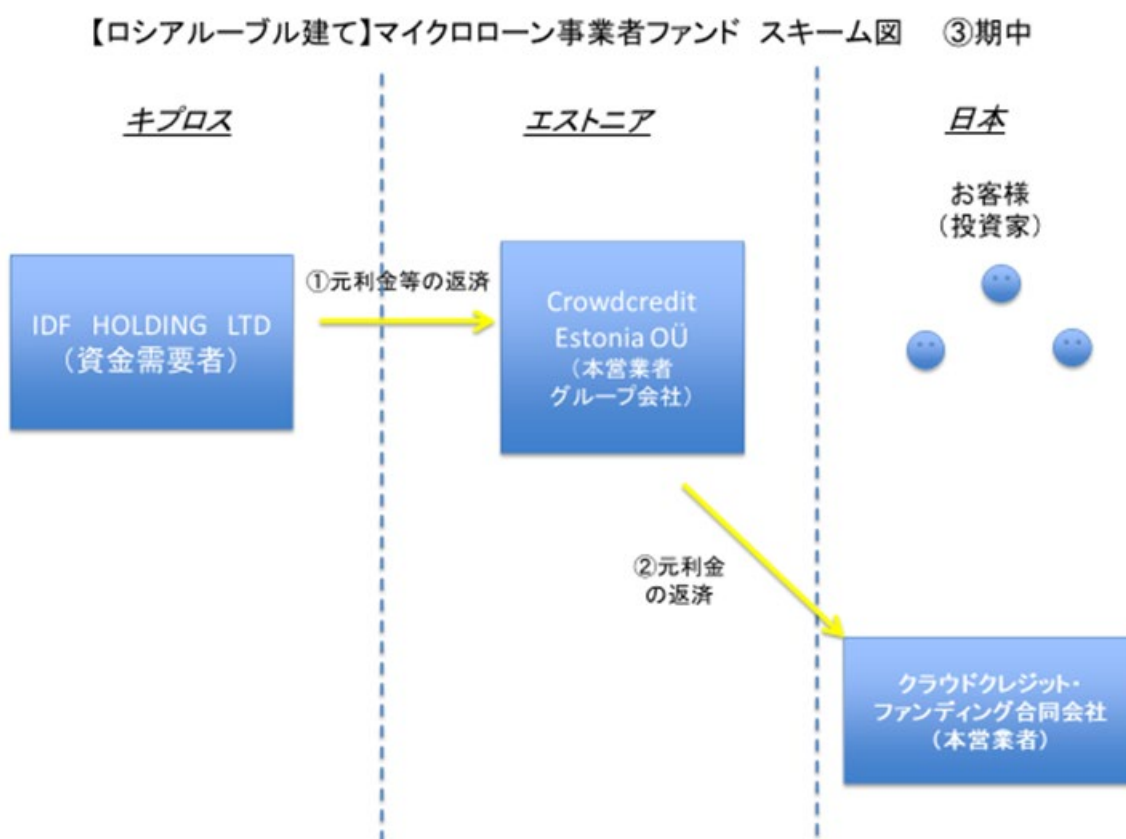 【ロシアルーブル建て】マイクロローン事業者ファンド スキーム図 ③期中
キプロス
エストニア
日本
お客様
（投資家）
IDF HOLDING LTD
（資金需要者）
①元利金等の返済
Crowdcredit
Estonia OÜ
（本営業者
グループ会社）
②元利金
の返済
クラウドクレジット・
ファンディング合同会社
（本営業者）